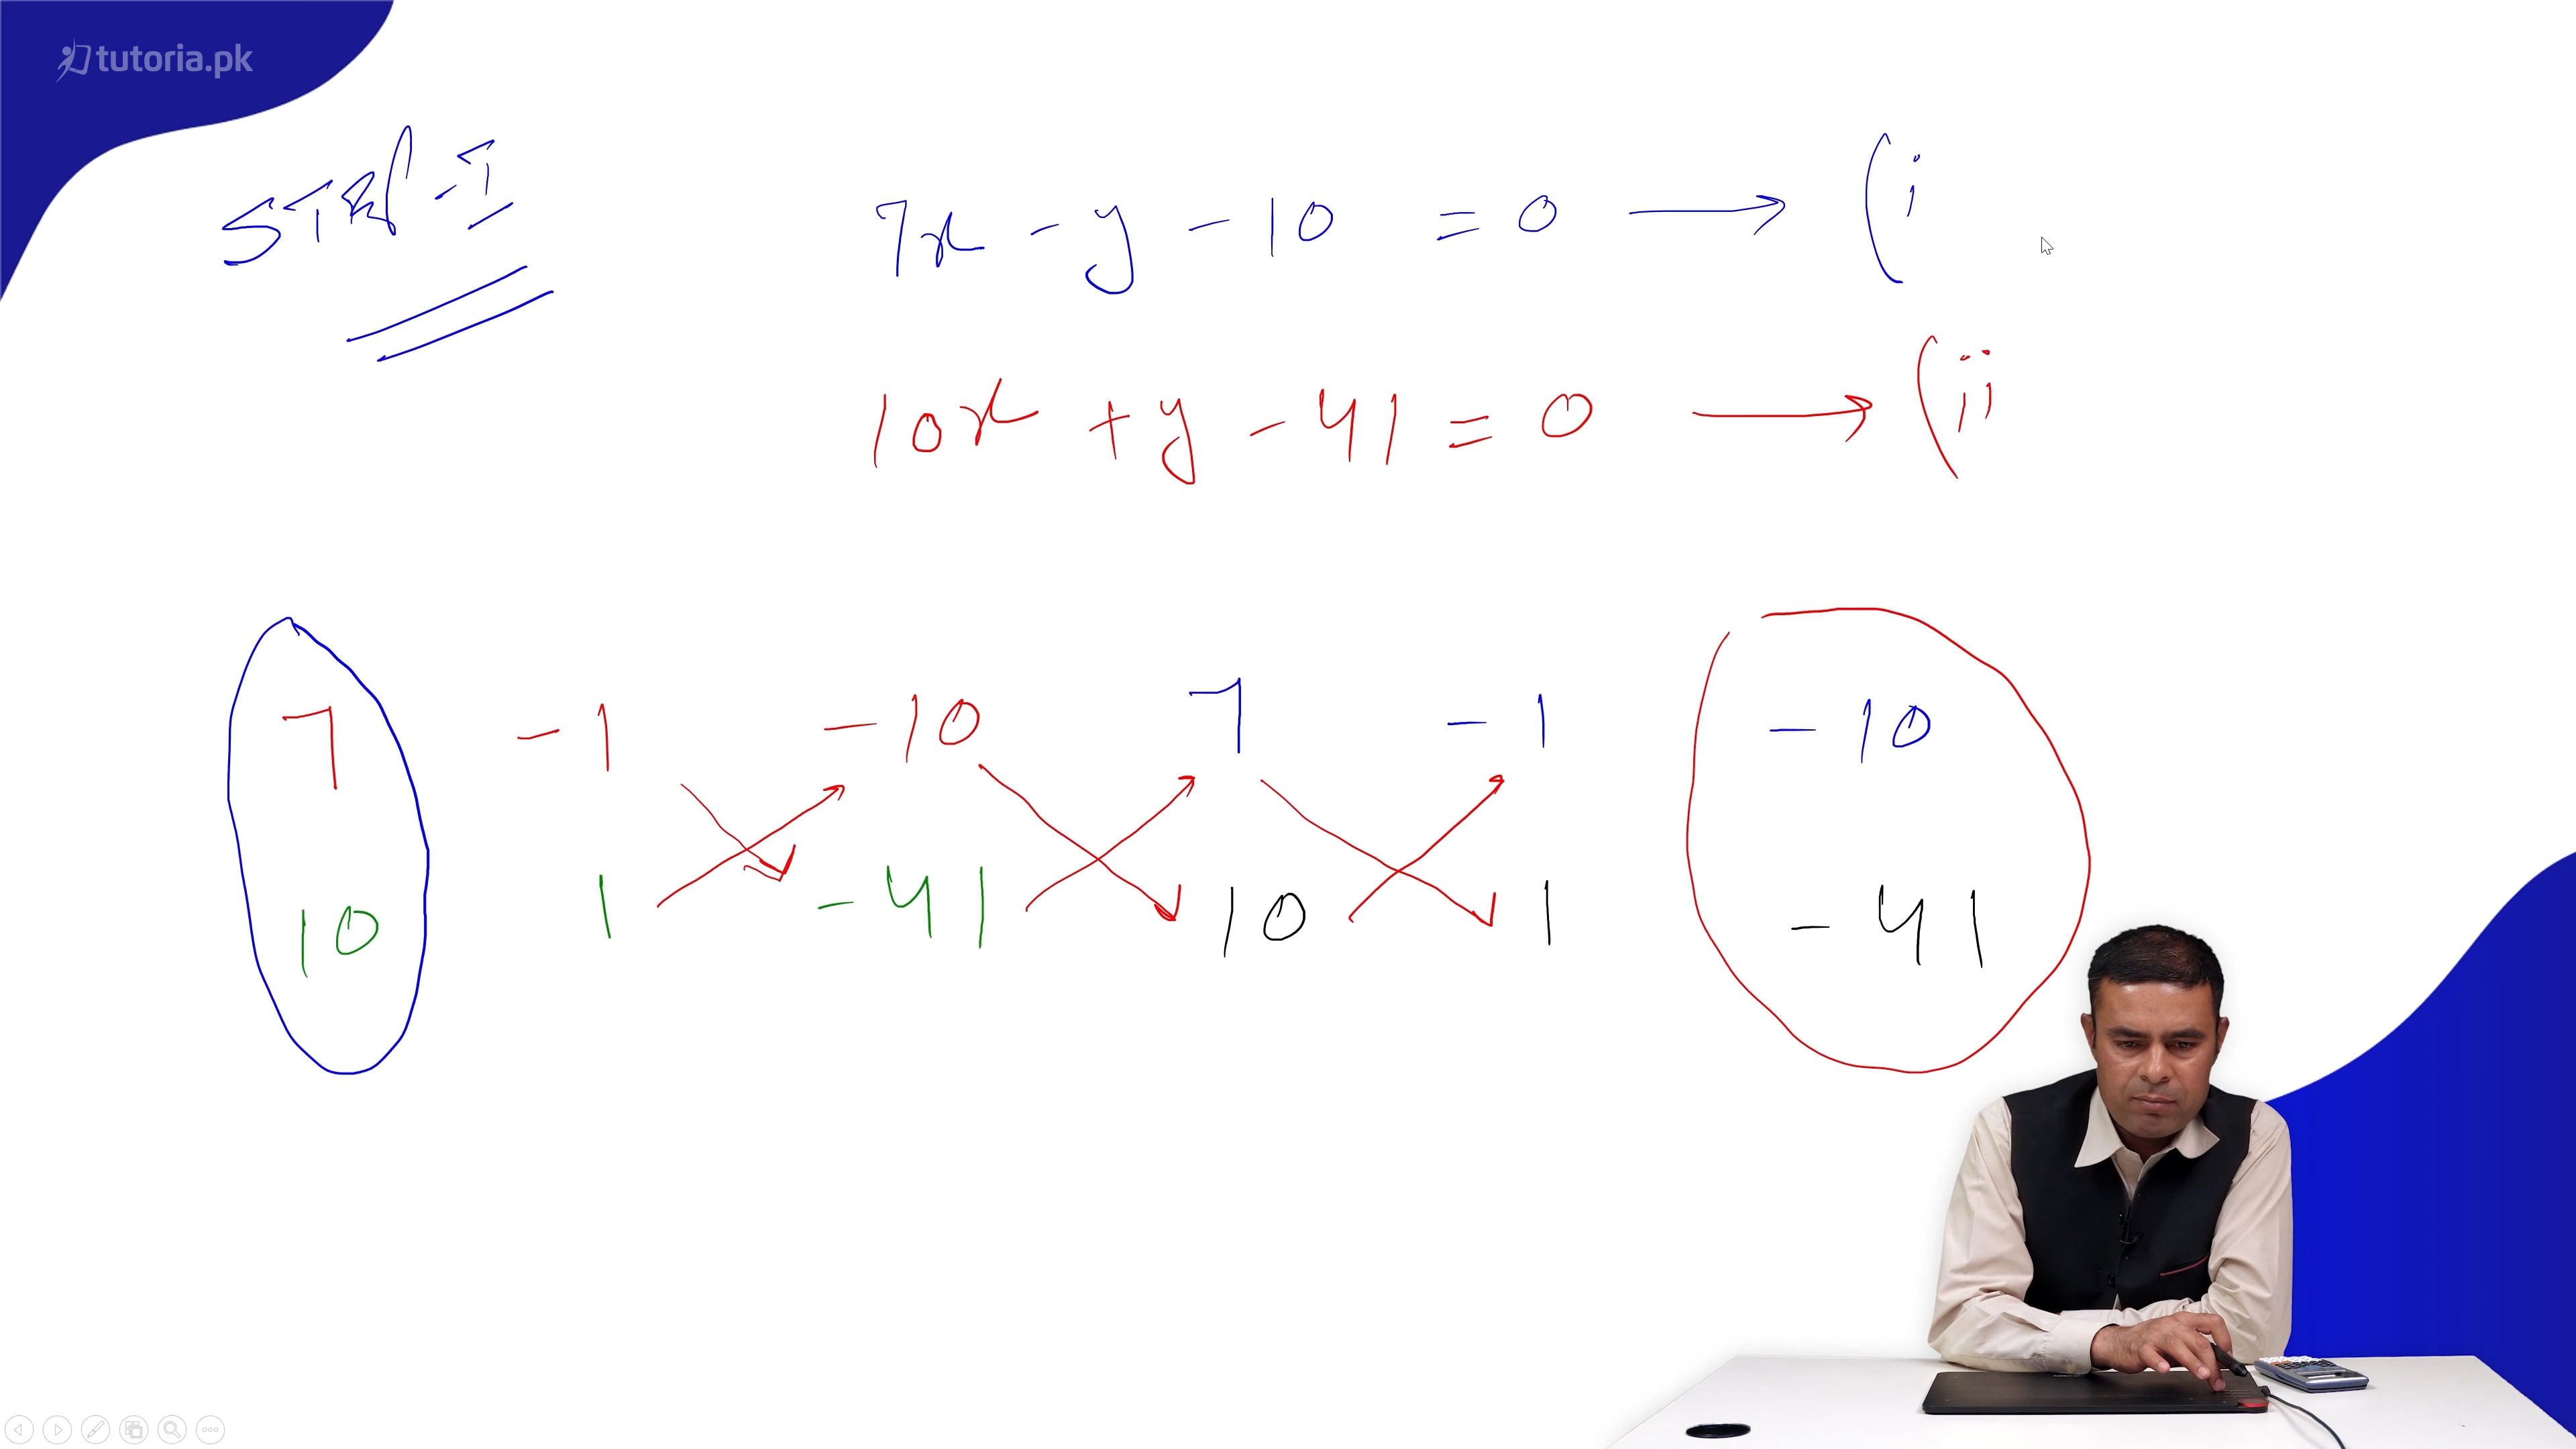 tutoria.pk
STEP-I
7x - y - 10 = 0 → (i
10x + y - 41 = 0 → (ii
7 -1 -10 7 -1 -10
10 1 -41 10 1 -41